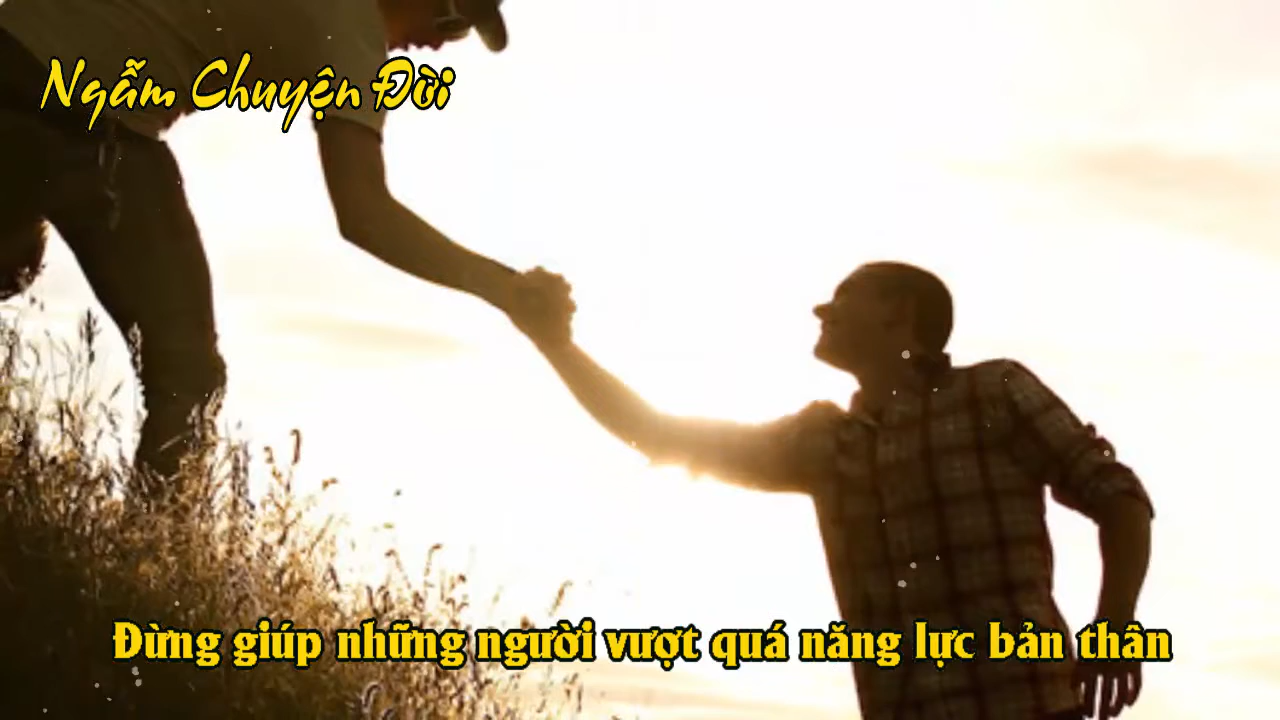 Ngẫm Chuyện Đời
Đừng giúp những người vượt quá năng lực bản thân